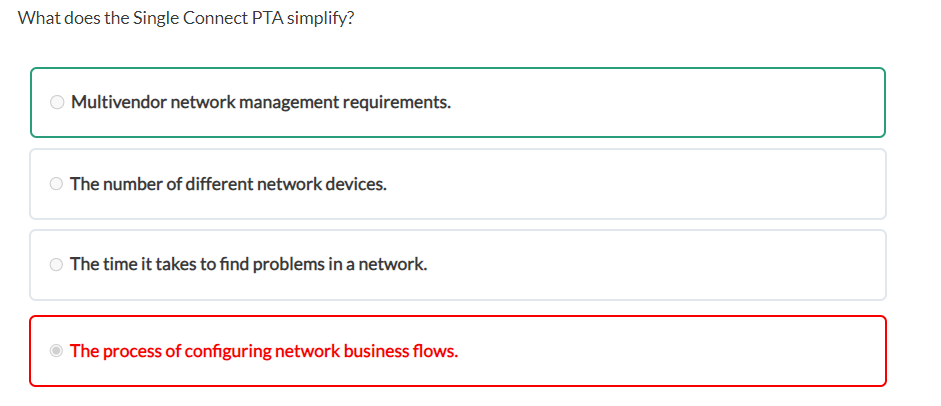 What does the Single Connect PTA simplify?
Multivendor network management requirements.
The number of different network devices.
The time it takes to find problems in a network.
The process of configuring network business flows.